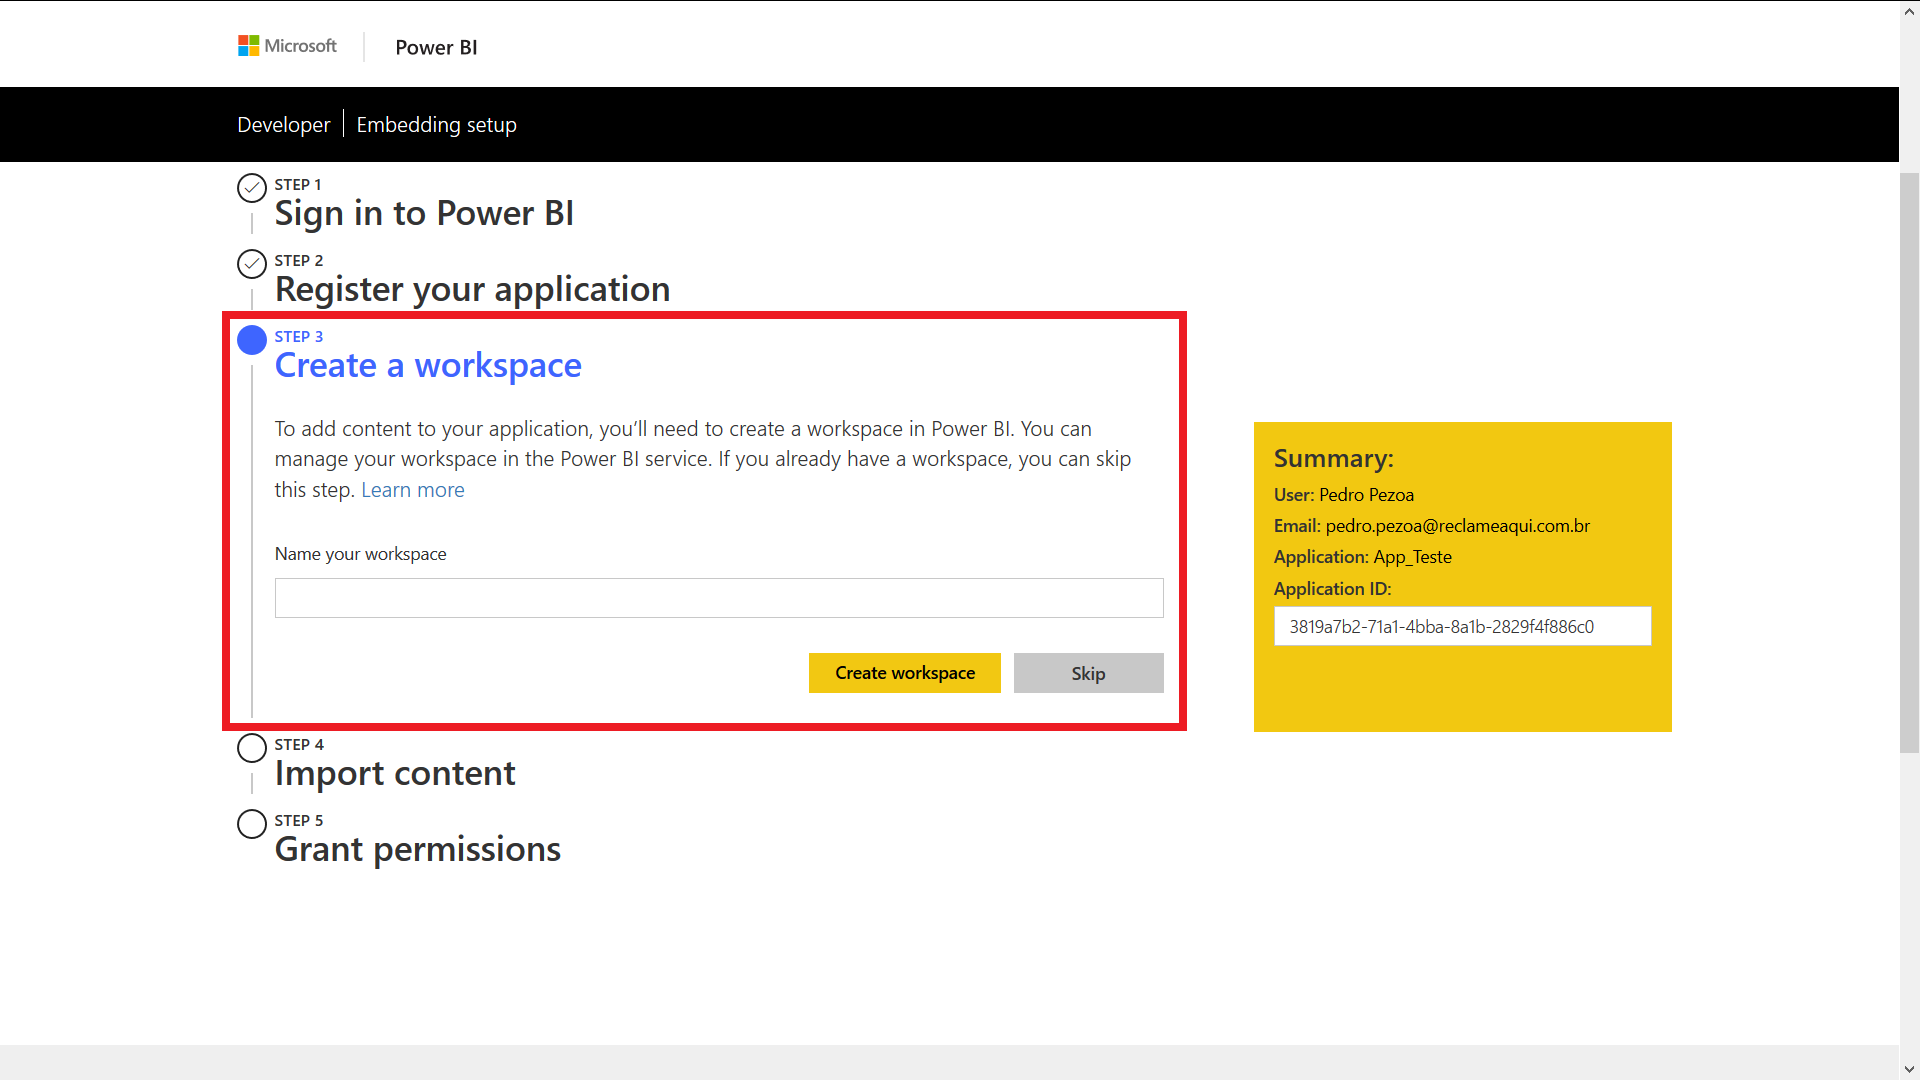 Microsoft
Power BI
Developer
Embedding setup
STEP 1
Sign in to Power BI
STEP 2
Register your application
STEP 3
Create a workspace
To add content to your application, you’ll need to create a workspace in Power BI. You can
manage your workspace in the Power BI service. If you already have a workspace, you can skip
this step. Learn more
Name your workspace
Create workspace
Skip
STEP 4
Import content
STEP 5
Grant permissions
Summary:
User: Pedro Pezoa
Email: pedro.pezoa@reclameaqui.com.br
Application: App_Teste
Application ID:
3819a7b2-71a1-4bba-8a1b-2829f4f886c0